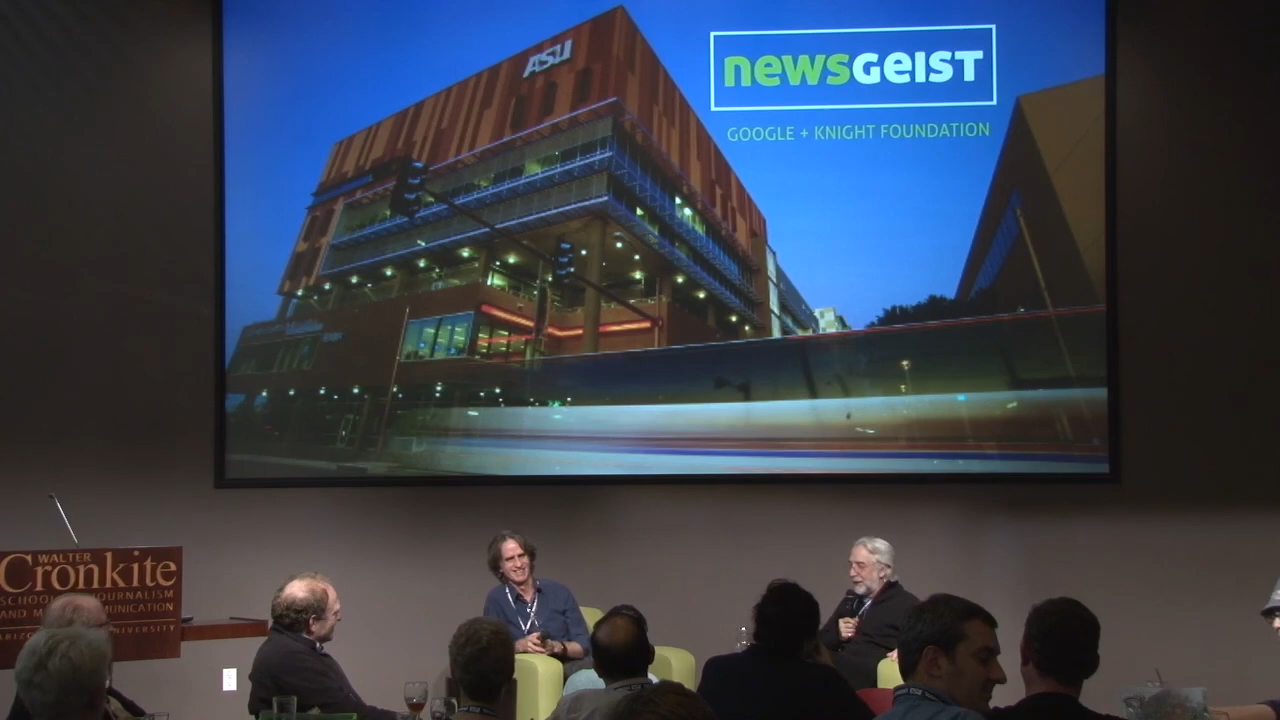 ASU
newsGeist
GOOGLE + KNIGHT FOUNDATION
WALTER
Cronkite
SCHOOL OF JOURNALISM
AND MASS COMMUNICATION
ARIZONA STATE UNIVERSITY